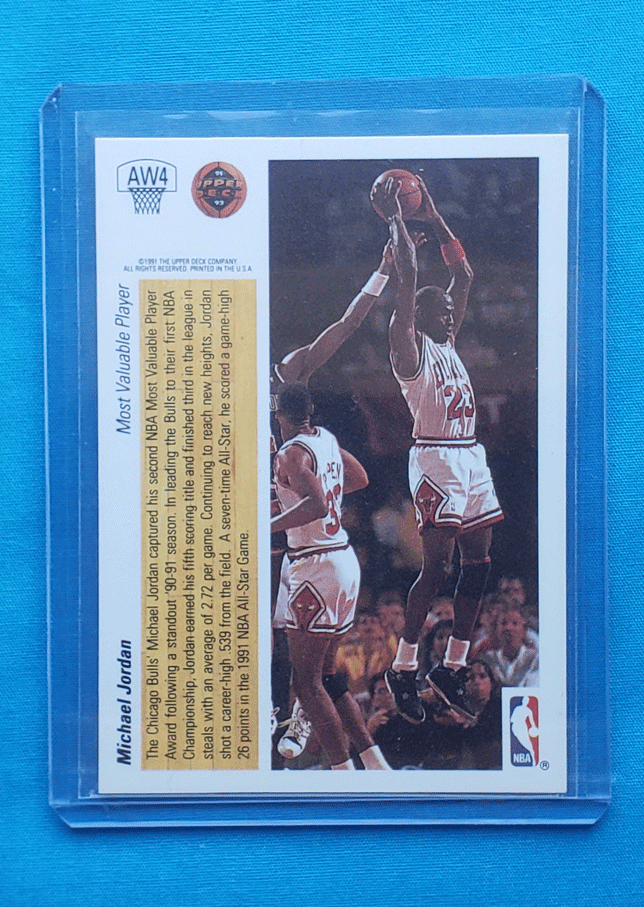 AW4
91
UPPER
DECK
92
©1991 THE UPPER DECK COMPANY.
ALL RIGHTS RESERVED. PRINTED IN THE U.S.A.
Michael Jordan
Most Valuable Player
The Chicago Bulls' Michael Jordan captured his second NBA Most Valuable Player
Award following a standout '90-91 season. In leading the Bulls to their first NBA
Championship, Jordan earned his fifth scoring title and finished third in the league in
steals with an average of 2.72 per game. Continuing to reach new heights, Jordan
shot a career-high .539 from the field. A seven-time All-Star, he scored a game-high
26 points in the 1991 NBA All-Star Game.
23
NBA
®